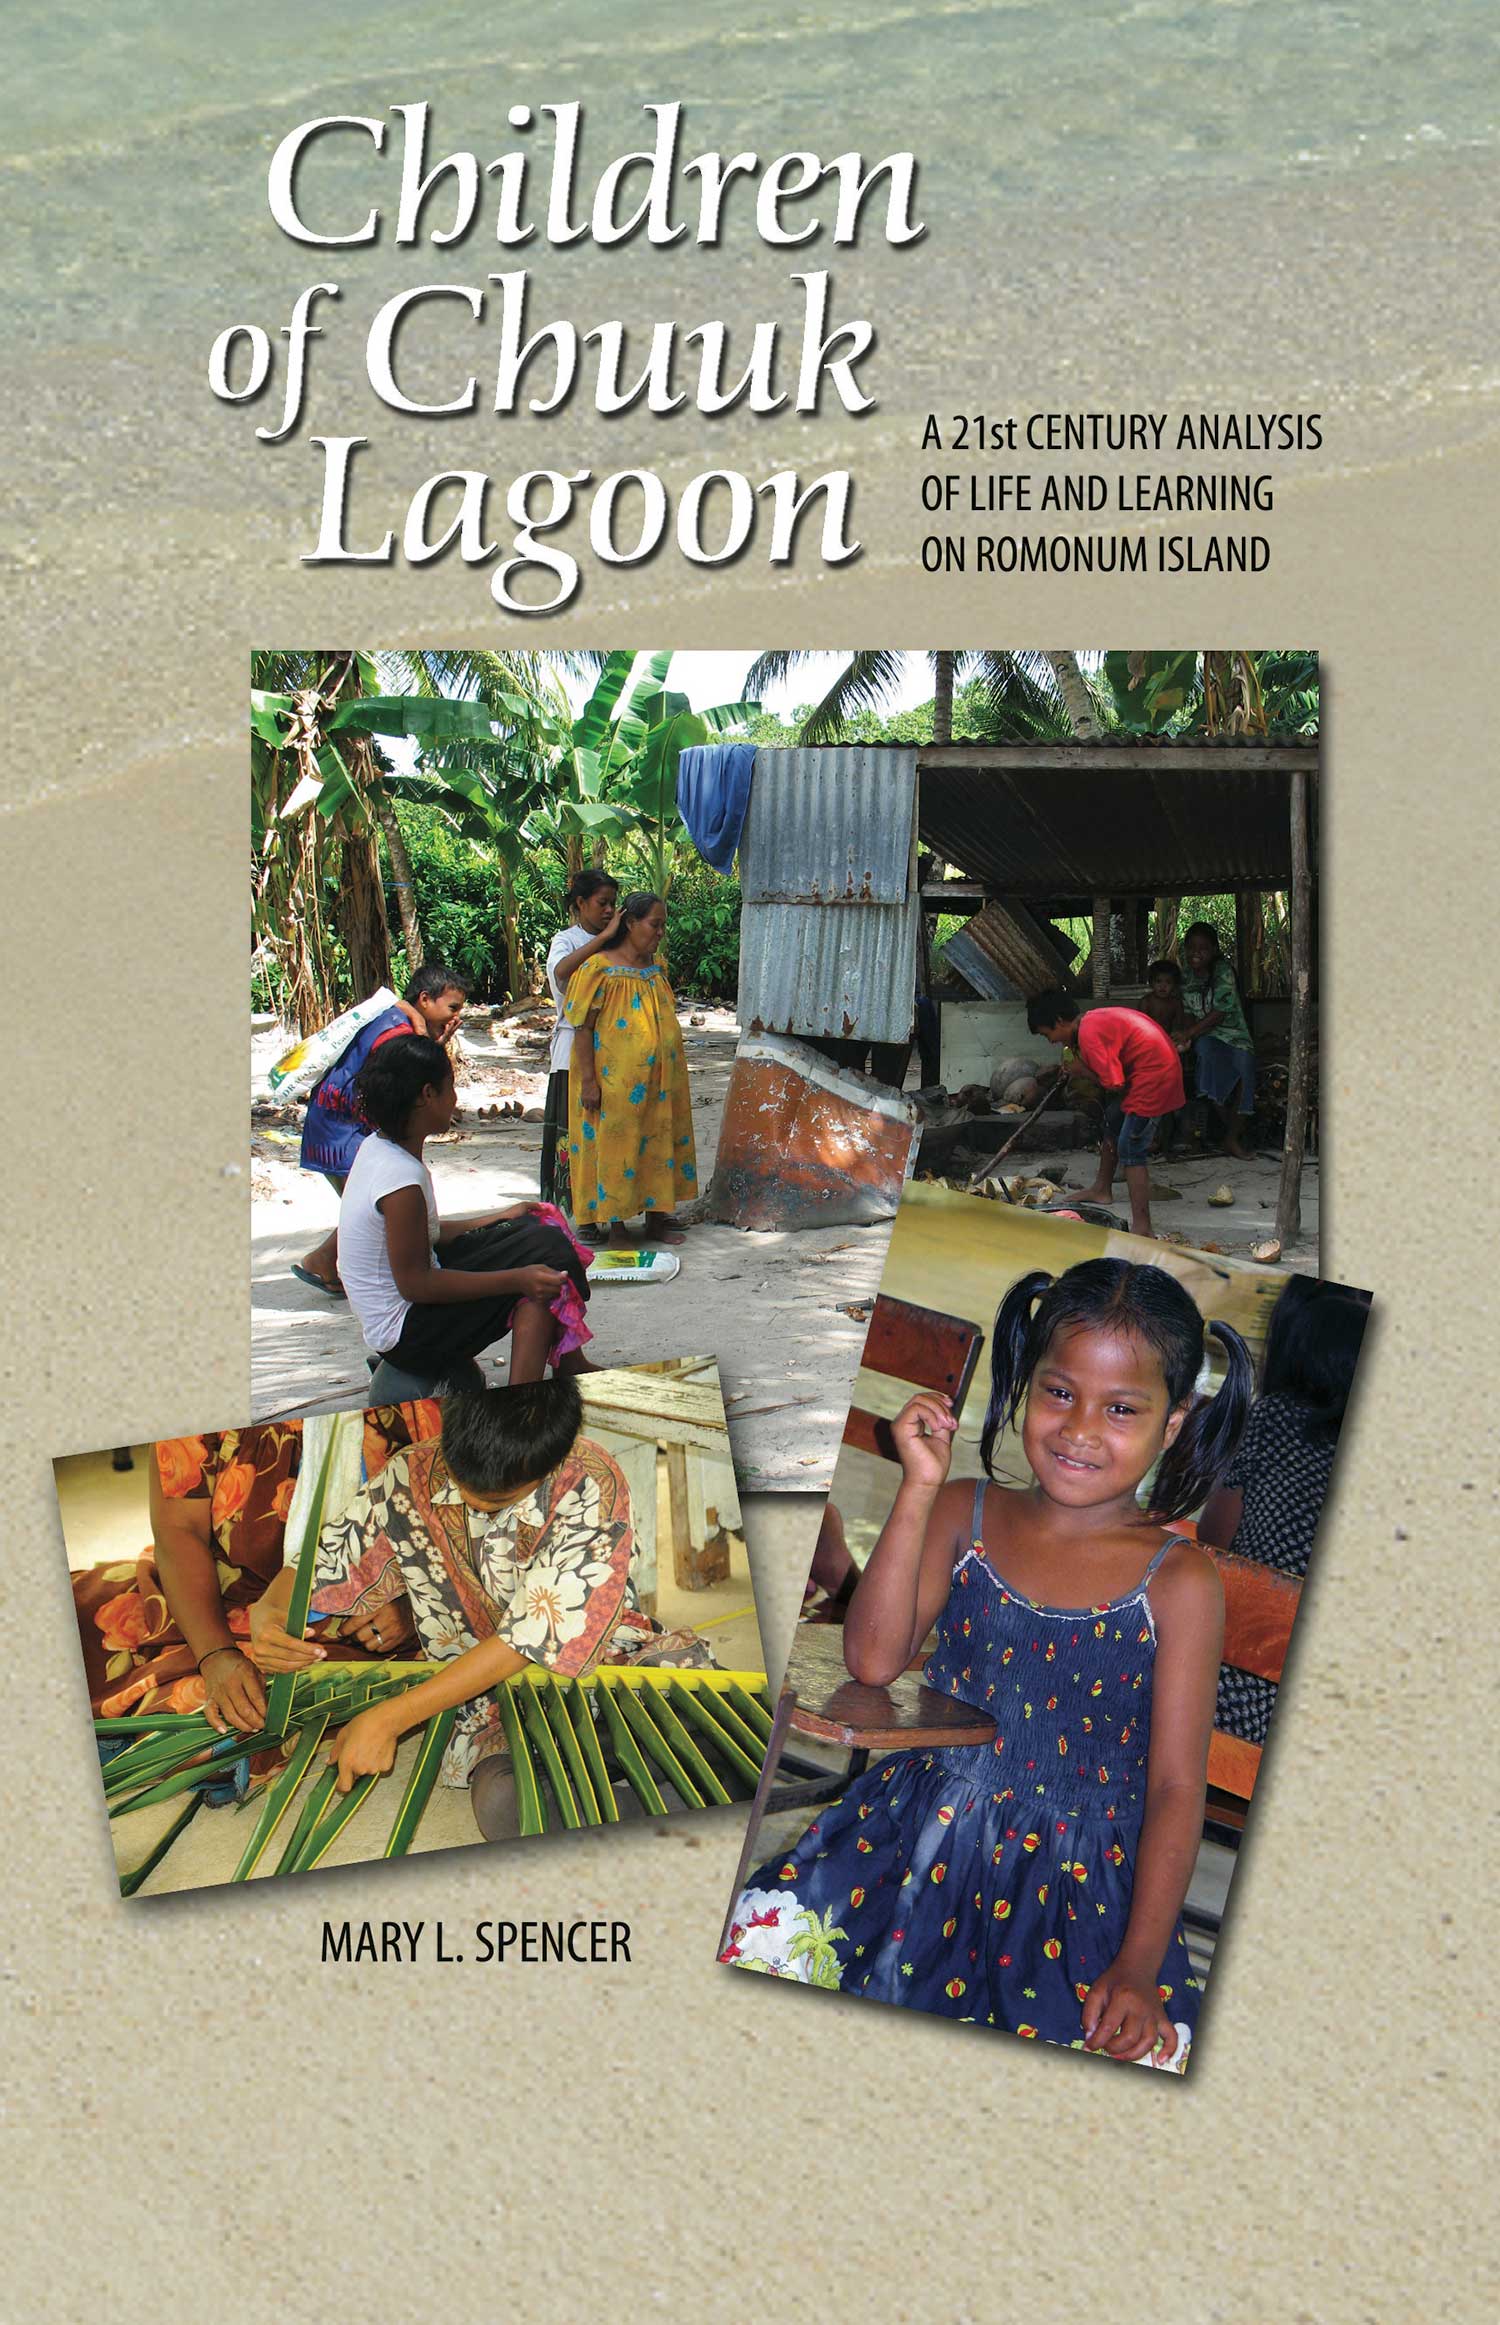 Children
of Chuuk
Lagoon
A 21st CENTURY ANALYSIS
OF LIFE AND LEARNING
ON ROMONUM ISLAND
MARY L. SPENCER